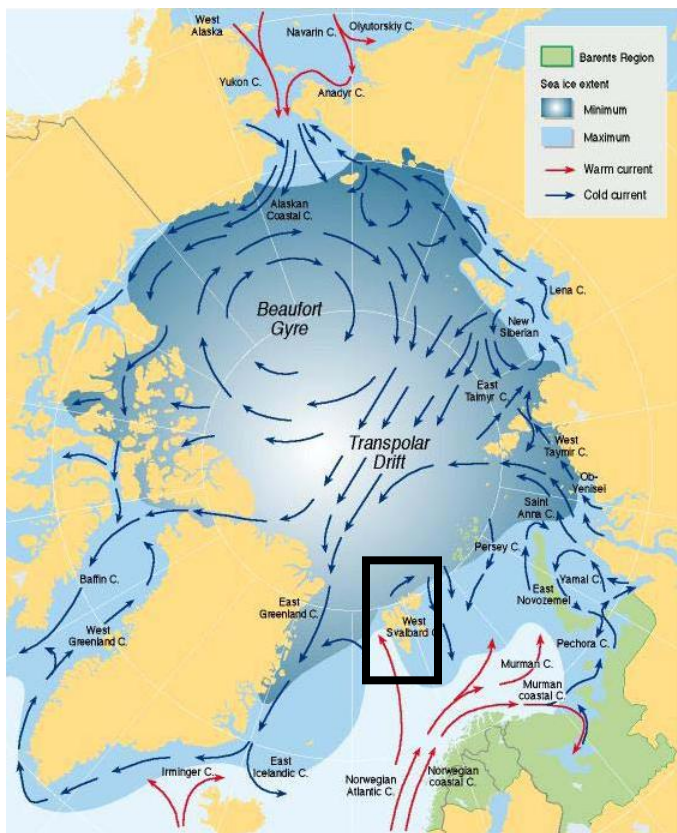 West
Alaska
Navarin C.
Olyutorskiy C.
Yukon C.
Anadyr C.
Barents Region
Sea ice extent
Minimum
Maximum
Warm current
Cold current
Alaskan
Coastal C.
Lena C.
Beaufort
Gyre
New
Siberian
East
Taimyr C.
Transpolar
Drift
West
Taymir C.
Ob-
Yenisei
Saint
Anna C.
Persey C.
Baffin C.
East
Greenland C.
West
Greenland C.
West
Svalbard C
East
Novozemel
Yamal C.
Pechora C.
Murman C.
Murman
coastal C.
East
Icelandic C.
Irminger C.
Norwegian
Atlantic C.
Norwegian
coastal C.